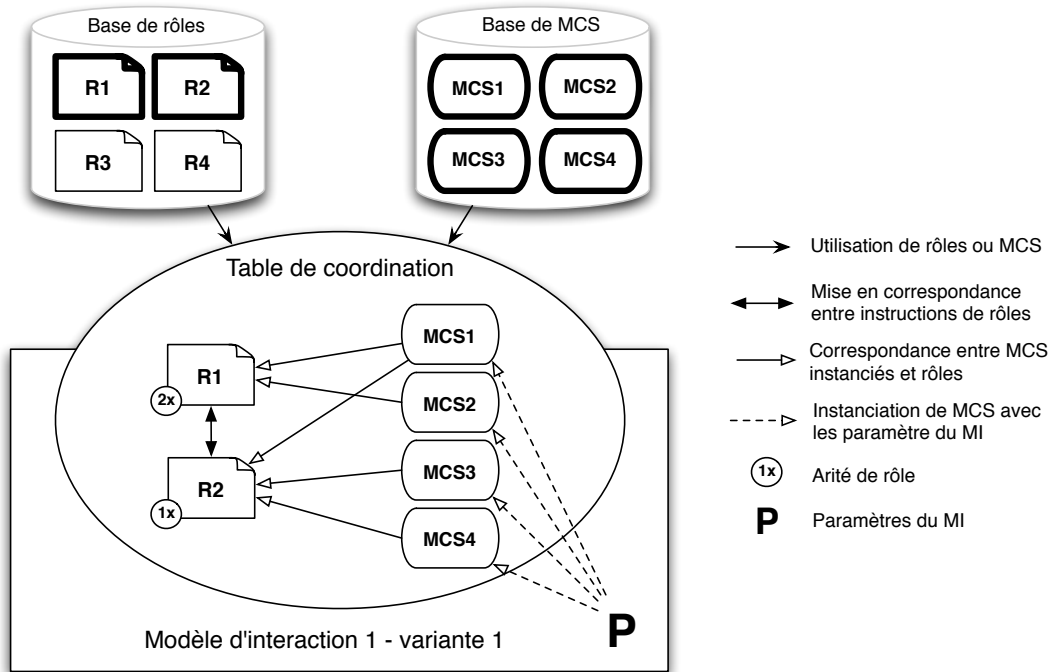 Base de rôles
R1
R2
R3
R4
Base de MCS
MCS1
MCS2
MCS3
MCS4
Table de coordination
R1
2x
R2
1x
MCS1
MCS2
MCS3
MCS4
P
Modèle d'interaction 1 - variante 1
Utilisation de rôles ou MCS
Mise en correspondance
entre instructions de rôles
Correspondance entre MCS
instanciés et rôles
Instanciation de MCS avec
les paramètre du MI
1x
Arité de rôle
P
Paramètres du MI